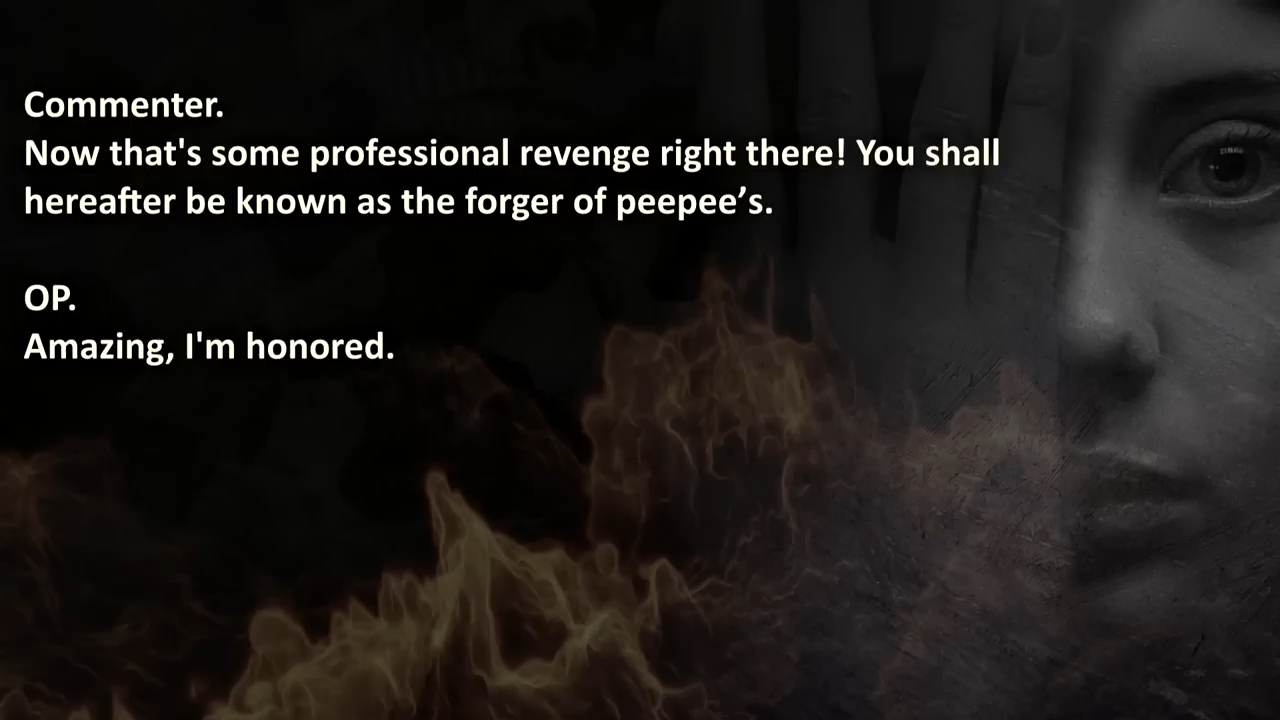 Commenter.
Now that's some professional revenge right there! You shall
hereafter be known as the forger of peepee’s.
OP.
Amazing, I'm honored.